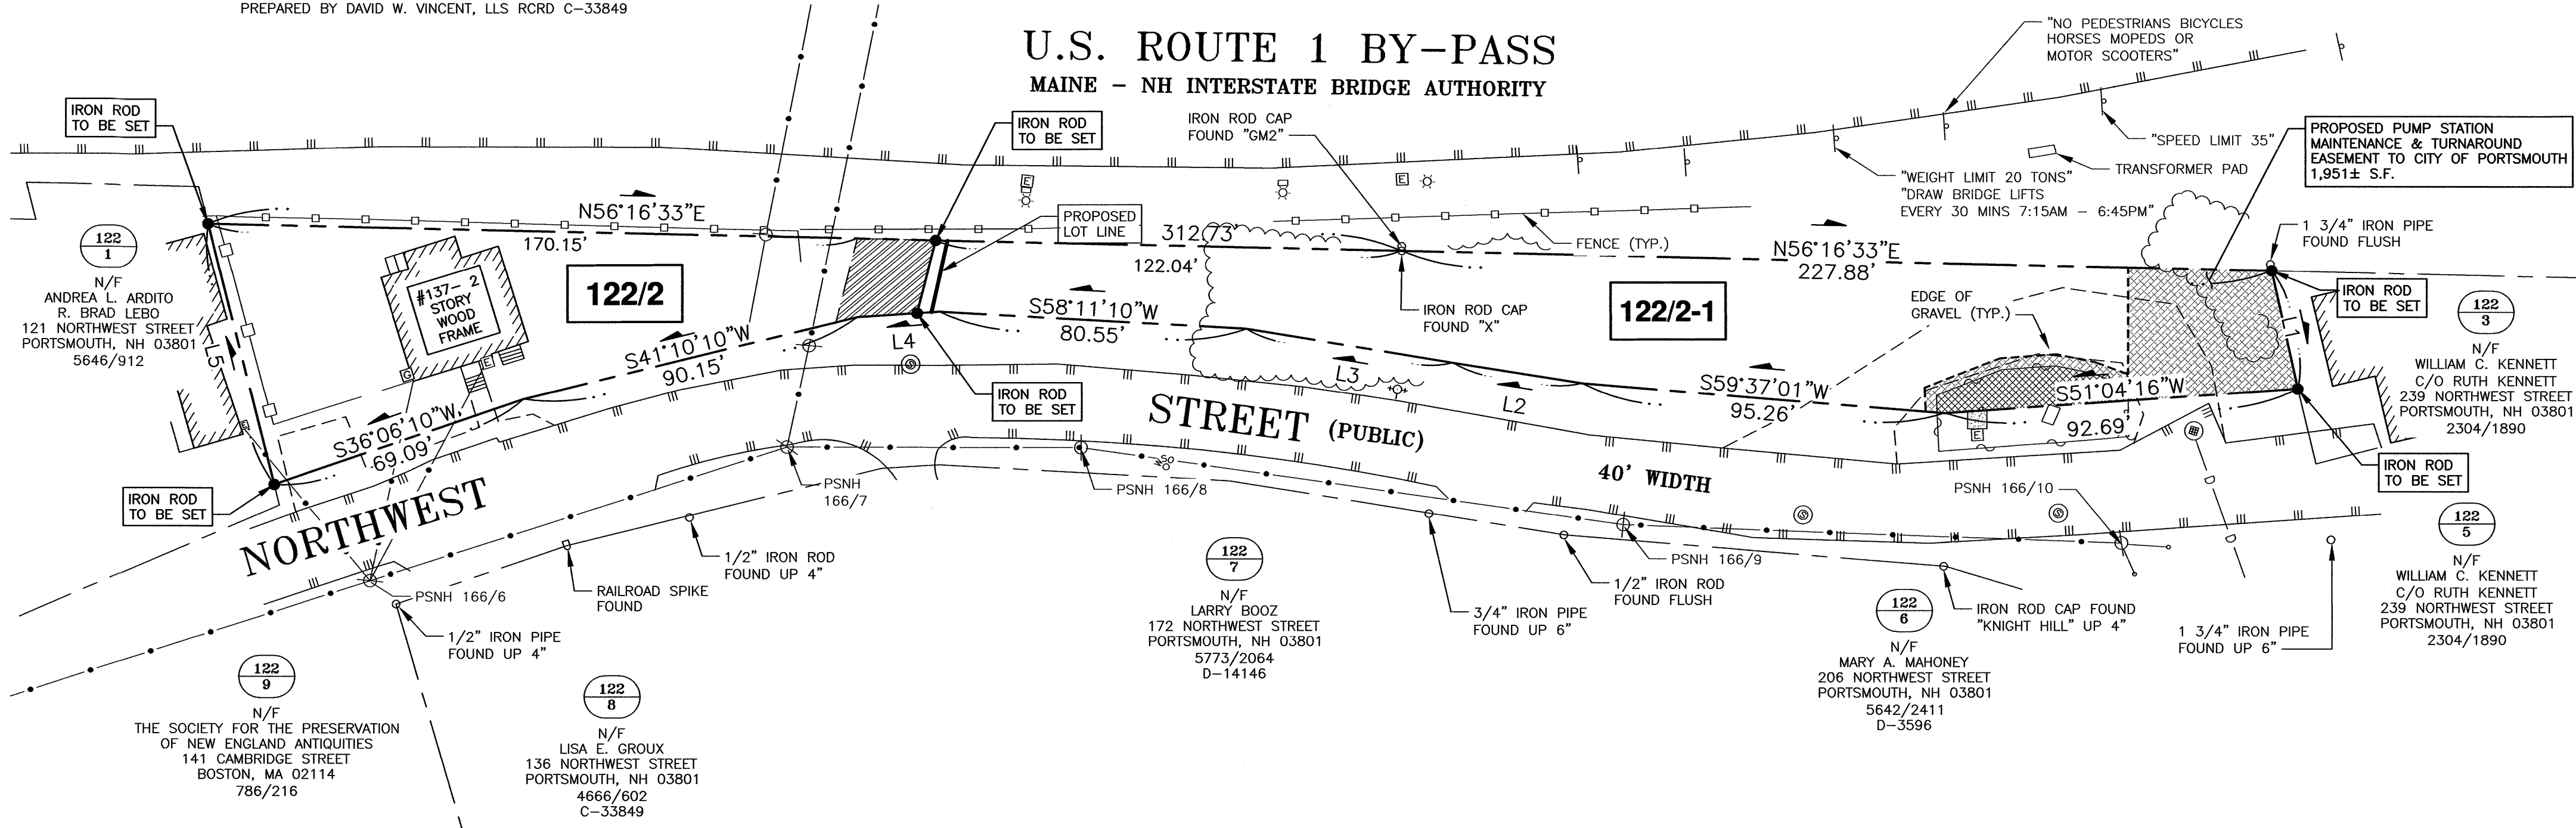 PREPARED BY DAVID W. VINCENT, LLS RCRD C-33849
U.S. ROUTE 1 BY-PASS
MAINE - NH INTERSTATE BRIDGE AUTHORITY
"NO PEDESTRIANS BICYCLES
HORSES MOPEDS OR
MOTOR SCOOTERS"
IRON ROD
TO BE SET
IRON ROD
TO BE SET
IRON ROD CAP
FOUND "GM2"
"SPEED LIMIT 35"
TRANSFORMER PAD
"WEIGHT LIMIT 20 TONS"
"DRAW BRIDGE LIFTS
EVERY 30 MINS 7:15AM - 6:45PM"
PROPOSED PUMP STATION
MAINTENANCE & TURNAROUND
EASEMENT TO CITY OF PORTSMOUTH
1,951± S.F.
1 3/4" IRON PIPE
FOUND FLUSH
E
E
N56°16'33"E
170.15'
PROPOSED
LOT LINE
312.73'
122.04'
FENCE (TYP.)
N56°16'33"E
227.88'
122
1
N/F
ANDREA L. ARDITO
R. BRAD LEBO
121 NORTHWEST STREET
PORTSMOUTH, NH 03801
5646/912
L5
#137- 2
STORY
WOOD
FRAME
122/2
S58°11'10"W
80.55'
IRON ROD CAP
FOUND "X"
122/2-1
EDGE OF
GRAVEL (TYP.)
L1
IRON ROD
TO BE SET
122
3
N/F
WILLIAM C. KENNETT
C/O RUTH KENNETT
239 NORTHWEST STREET
PORTSMOUTH, NH 03801
2304/1890
G
E
S41°10'10"W
90.15'
L4
S
L3
L2
S59°37'01"W
95.26'
S51°04'16"W
92.69'
E
S36°06'10"W
69.09'
IRON ROD
TO BE SET
IRON ROD
TO BE SET
IRON ROD
TO BE SET
NORTHWEST
STREET (PUBLIC)
40' WIDTH
PSNH
166/7
PSNH 166/8
PSNH 166/10
S
S
D
D
PSNH 166/9
PSNH 166/6
1/2" IRON PIPE
FOUND UP 4"
RAILROAD SPIKE
FOUND
1/2" IRON ROD
FOUND UP 4"
3/4" IRON PIPE
FOUND UP 6"
1/2" IRON ROD
FOUND FLUSH
IRON ROD CAP FOUND
"KNIGHT HILL" UP 4"
1 3/4" IRON PIPE
FOUND UP 6"
122
5
N/F
WILLIAM C. KENNETT
C/O RUTH KENNETT
239 NORTHWEST STREET
PORTSMOUTH, NH 03801
2304/1890
122
9
N/F
THE SOCIETY FOR THE PRESERVATION
OF NEW ENGLAND ANTIQUITIES
141 CAMBRIDGE STREET
BOSTON, MA 02114
786/216
122
8
N/F
LISA E. GROUX
136 NORTHWEST STREET
PORTSMOUTH, NH 03801
4666/602
C-33849
122
7
N/F
LARRY BOOZ
172 NORTHWEST STREET
PORTSMOUTH, NH 03801
5773/2064
D-14146
122
6
N/F
MARY A. MAHONEY
206 NORTHWEST STREET
PORTSMOUTH, NH 03801
5642/2411
D-3596